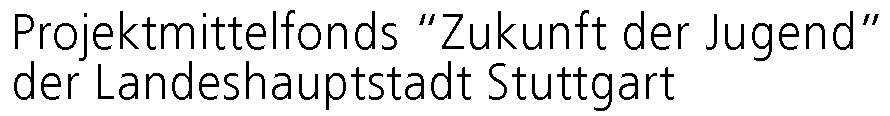 Projektmittelfonds “Zukunft der Jugend”
der Landeshauptstadt Stuttgart